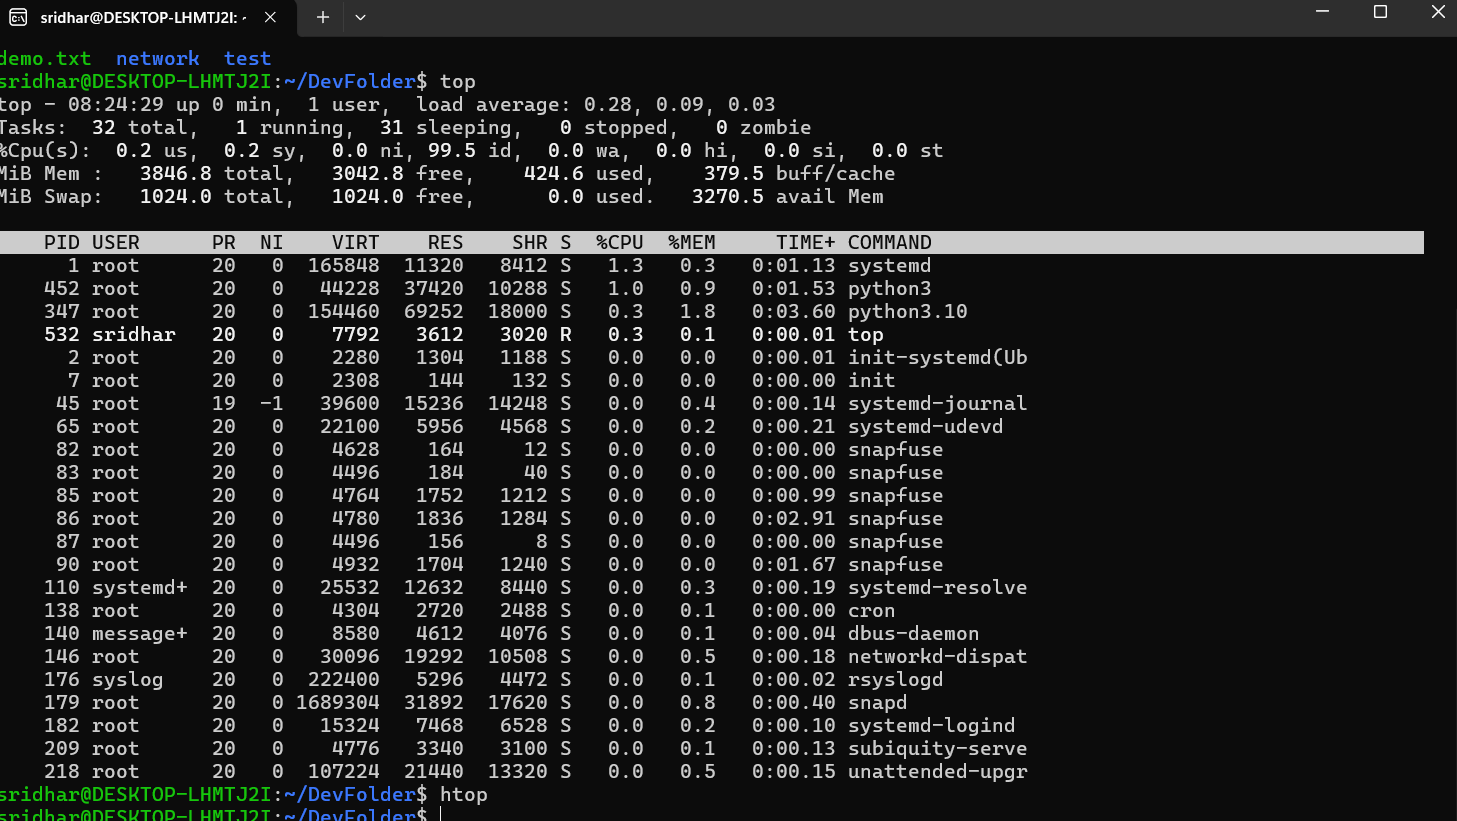 sridhar@DESKTOP-LHMTJ2I: ~
demo.txt  network  test
sridhar@DESKTOP-LHMTJ2I:~/DevFolder$ top
top - 08:24:29 up 0 min,  1 user,  load average: 0.28, 0.09, 0.03
Tasks:  32 total,   1 running,  31 sleeping,   0 stopped,   0 zombie
%Cpu(s):  0.2 us,  0.2 sy,  0.0 ni, 99.5 id,  0.0 wa,  0.0 hi,  0.0 si,  0.0 st
MiB Mem :   3846.8 total,   3042.8 free,    424.6 used,    379.5 buff/cache
MiB Swap:   1024.0 total,   1024.0 free,      0.0 used.   3270.5 avail Mem
PID USER      PR  NI    VIRT    RES    SHR S  %CPU  %MEM     TIME+ COMMAND
1 root      20   0  165848  11320   8412 S   1.3   0.3   0:01.13 systemd
452 root      20   0   44228  37420  10288 S   1.0   0.9   0:01.53 python3
347 root      20   0  154460  69252  18000 S   0.3   1.8   0:03.60 python3.10
532 sridhar   20   0    7792   3612   3020 R   0.3   0.1   0:00.01 top
2 root      20   0    2280   1304   1188 S   0.0   0.0   0:00.01 init-systemd(Ub
7 root      20   0    2308    144    132 S   0.0   0.0   0:00.00 init
45 root      19  -1   39600  15236  14248 S   0.0   0.4   0:00.14 systemd-journal
65 root      20   0   22100   5956   4568 S   0.0   0.2   0:00.21 systemd-udevd
82 root      20   0    4628    164     12 S   0.0   0.0   0:00.00 snapfuse
83 root      20   0    4496    184     40 S   0.0   0.0   0:00.00 snapfuse
85 root      20   0    4764   1752   1212 S   0.0   0.0   0:00.99 snapfuse
86 root      20   0    4780   1836   1284 S   0.0   0.0   0:02.91 snapfuse
87 root      20   0    4496    156      8 S   0.0   0.0   0:00.00 snapfuse
90 root      20   0    4932   1704   1240 S   0.0   0.0   0:01.67 snapfuse
110 systemd+  20   0   25532  12632   8440 S   0.0   0.3   0:00.19 systemd-resolve
138 root      20   0    4304   2720   2488 S   0.0   0.1   0:00.00 cron
140 message+  20   0    8580   4612   4076 S   0.0   0.1   0:00.04 dbus-daemon
146 root      20   0   30096  19292  10508 S   0.0   0.5   0:00.18 networkd-dispat
176 syslog    20   0  222400   5296   4472 S   0.0   0.1   0:00.02 rsyslogd
179 root      20   0 1689304  31892  17620 S   0.0   0.8   0:00.40 snapd
182 root      20   0   15324   7468   6528 S   0.0   0.2   0:00.10 systemd-logind
209 root      20   0    4776   3340   3100 S   0.0   0.1   0:00.13 subiquity-serve
218 root      20   0  107224  21440  13320 S   0.0   0.5   0:00.15 unattended-upgr
sridhar@DESKTOP-LHMTJ2I:~/DevFolder$ htop
sridhar@DESKTOP-LHMTJ2I:~/DevFolder$